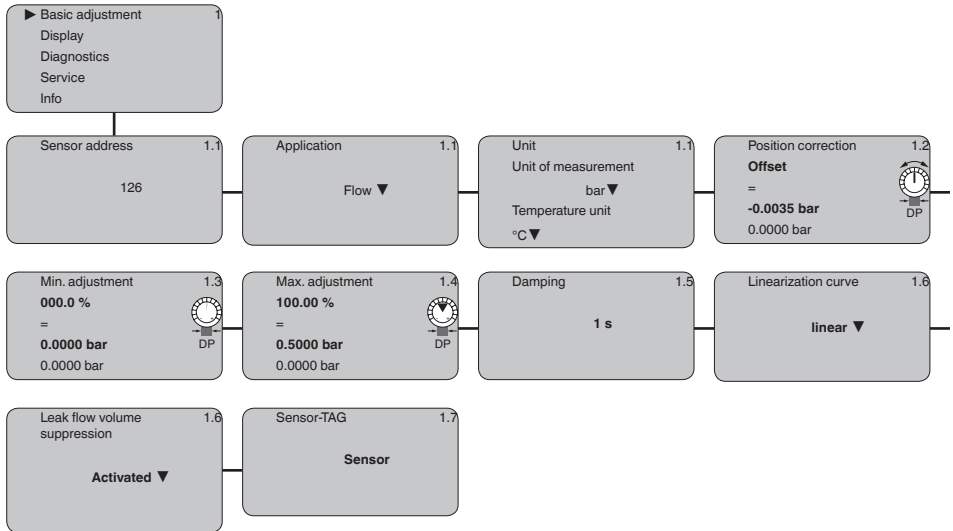 ▶ Basic adjustment 1
Display
Diagnostics
Service
Info
Sensor address 1.1
126
Application 1.1
Flow ▼
Unit 1.1
Unit of measurement
bar▼
Temperature unit
°C▼
Position correction 1.2
Offset
=
-0.0035 bar
0.0000 bar
DP
Min. adjustment 1.3
000.0 %
=
0.0000 bar
0.0000 bar
DP
Max. adjustment 1.4
100.00 %
=
0.5000 bar
0.0000 bar
DP
Damping 1.5
1 s
Linearization curve 1.6
linear ▼
Leak flow volume 1.6
suppression
Activated ▼
Sensor-TAG 1.7
Sensor